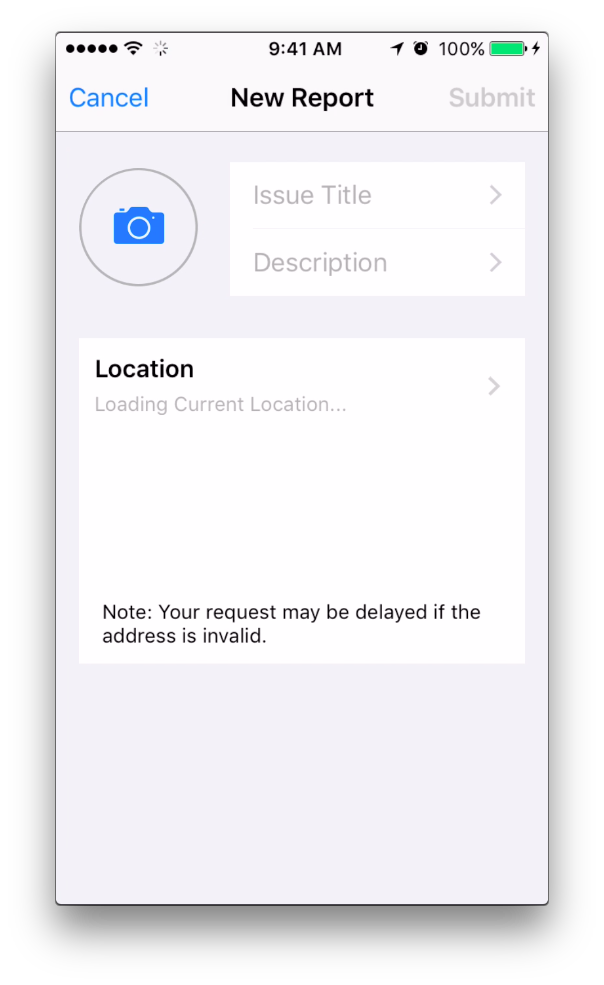 9:41 AM 100%
Cancel New Report Submit
Issue Title
Description
Location
Loading Current Location...
Note: Your request may be delayed if the
address is invalid.